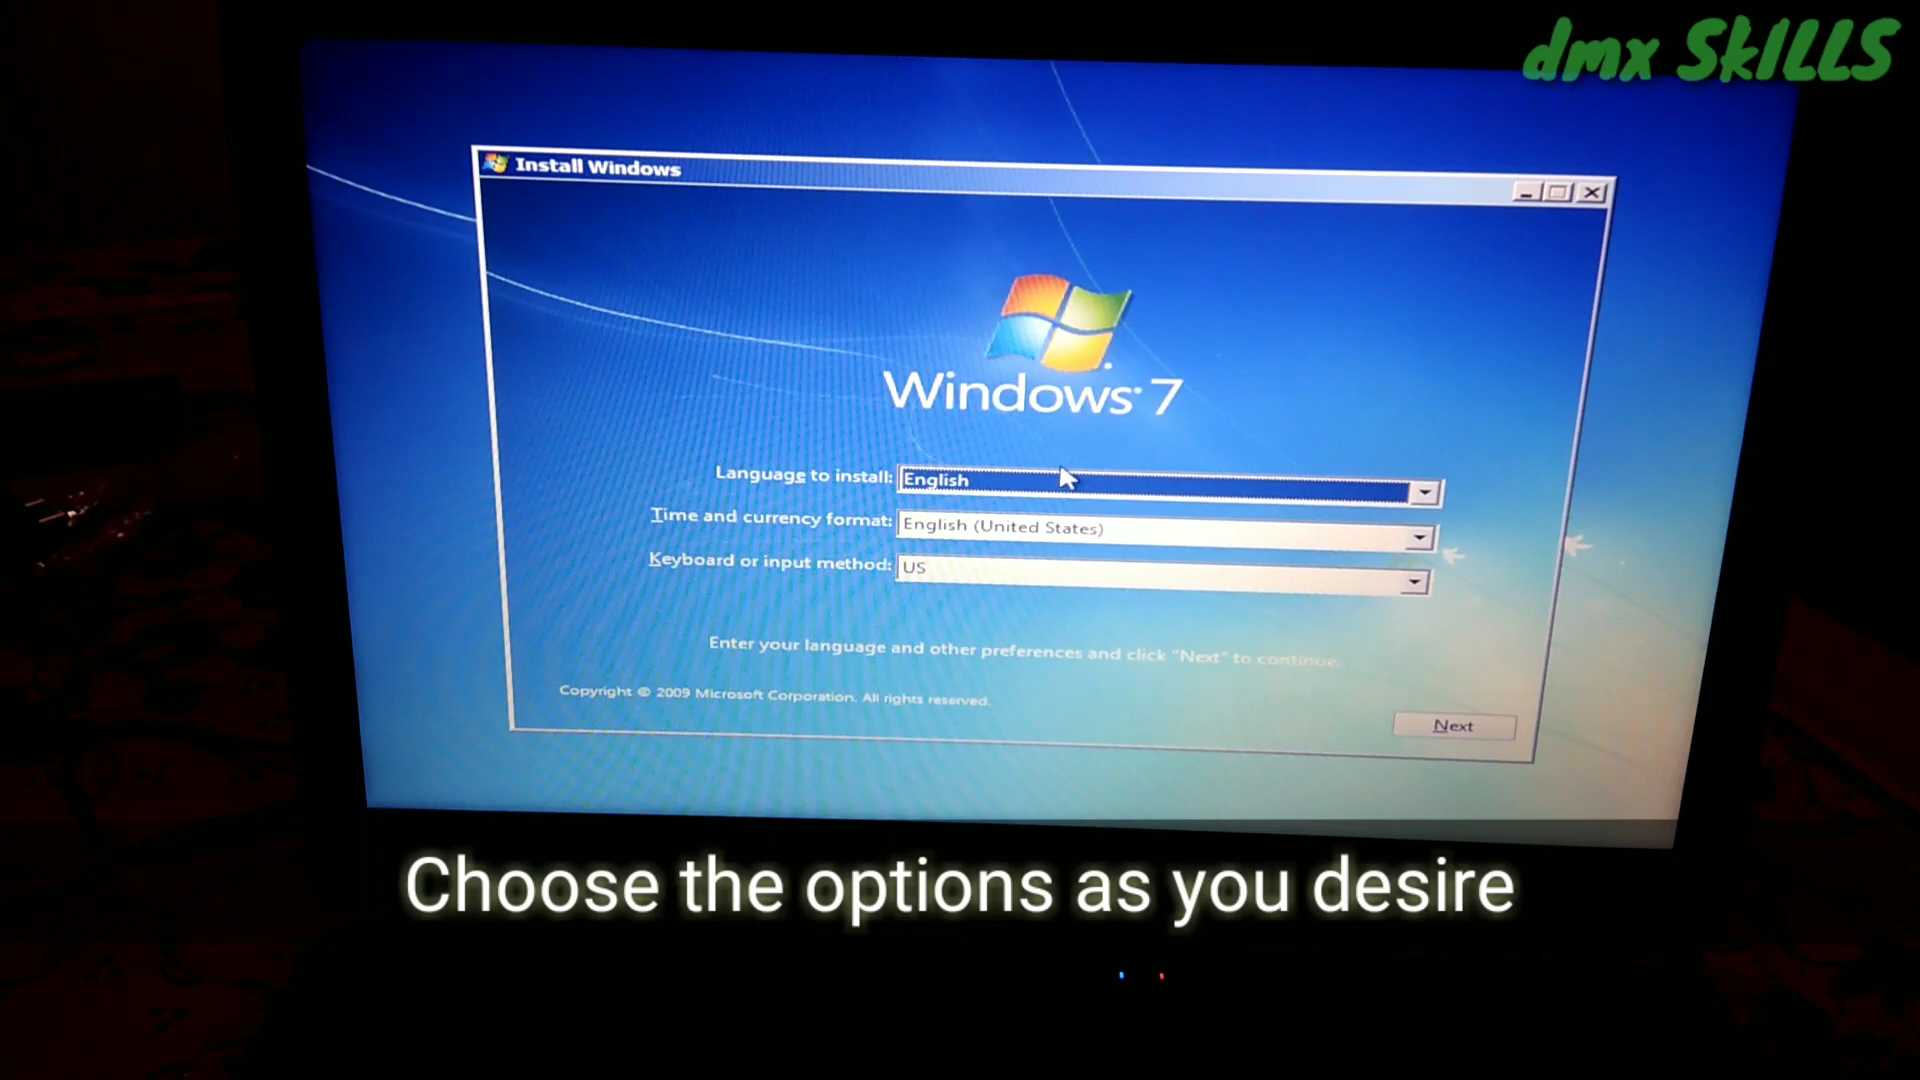 dmx SkILLS
Install Windows
Windows 7
Language to install: English
Time and currency format: English (United States)
Keyboard or input method: US
Enter your language and other preferences and click "Next" to continue.
Copyright © 2009 Microsoft Corporation. All rights reserved.
Next
Choose the options as you desire